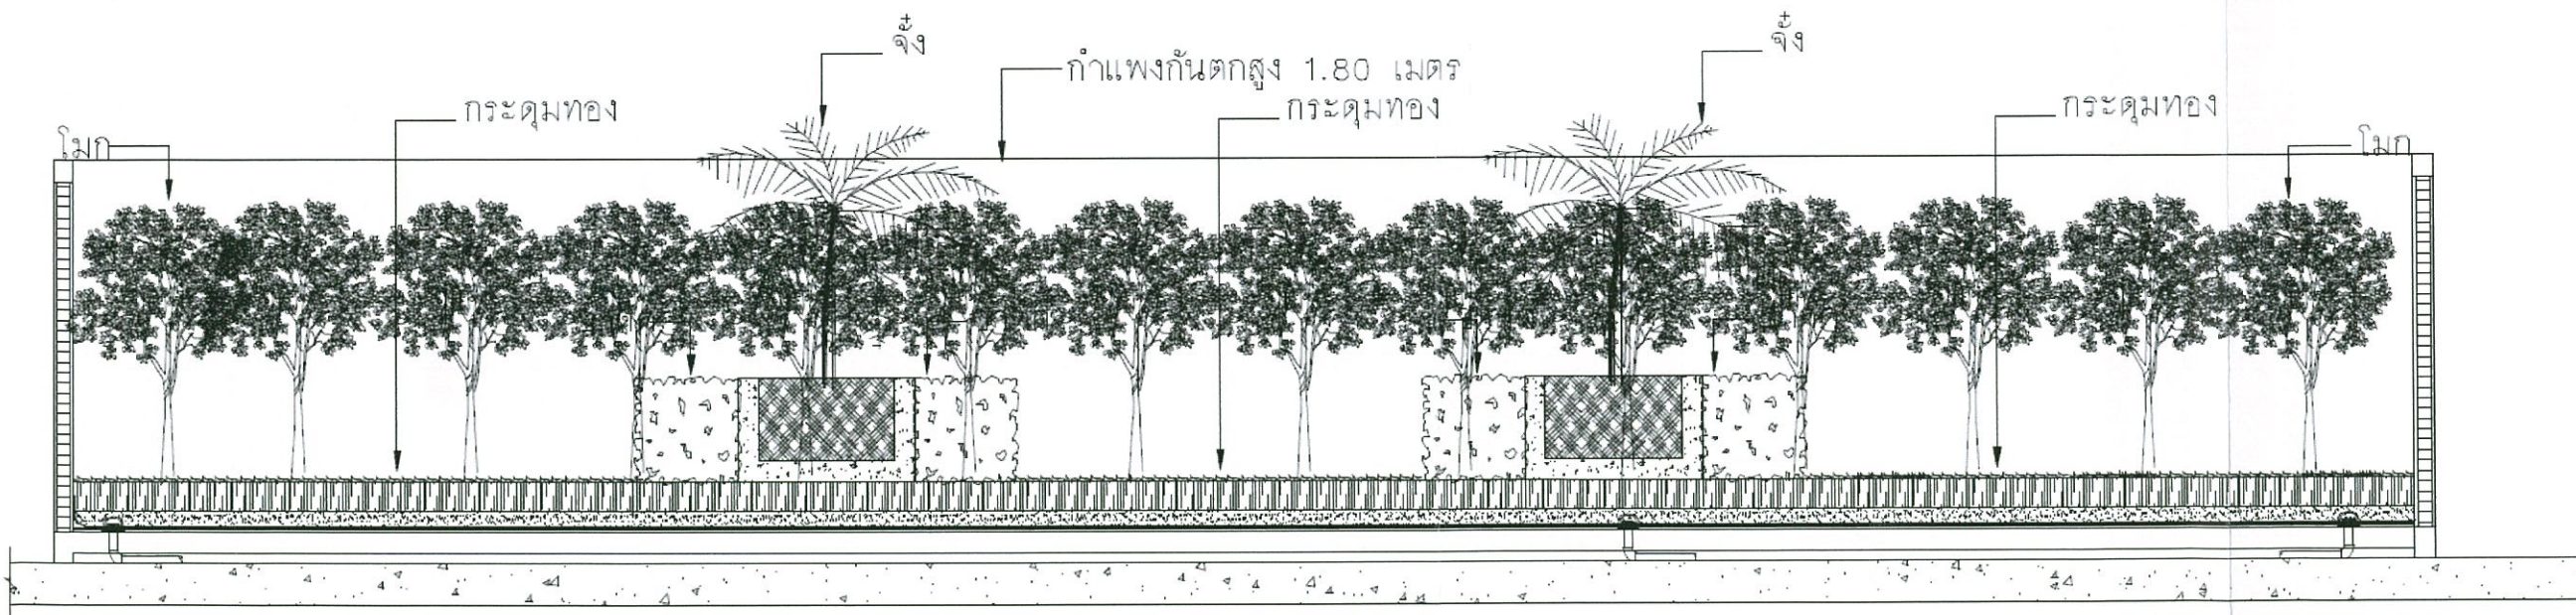 จั๋ง
จั๋ง
กำแพงกันตกสูง 1.80 เมตร
กระดุมทอง
กระดุมทอง
กระดุมทอง
โมก
โมก